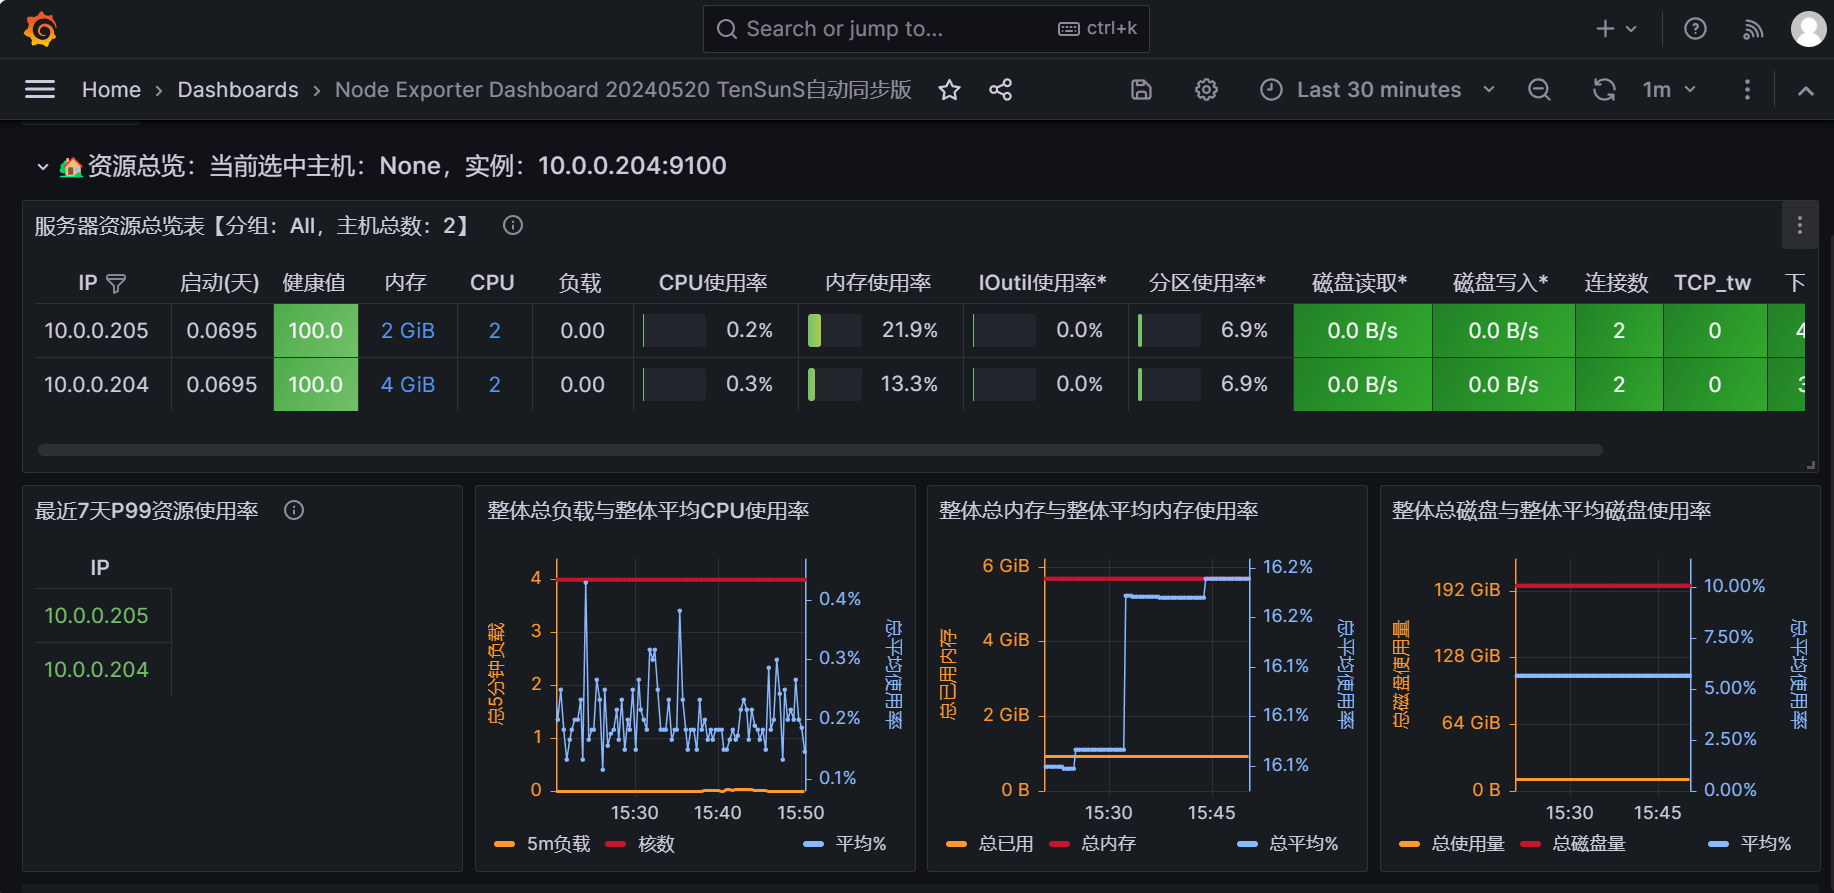 Search or jump to... ctrl+k
Home › Dashboards › Node Exporter Dashboard 20240520 TenSunS自动同步版 Last 30 minutes 1m
资源总览：当前选中主机：None，实例：10.0.0.204:9100
服务器资源总览表【分组：All，主机总数：2】
IP 启动(天) 健康值 内存 CPU 负载 CPU使用率 内存使用率 IOutil使用率* 分区使用率* 磁盘读取* 磁盘写入* 连接数 TCP_tw 下
10.0.0.205 0.0695 100.0 2 GiB 2 0.00 0.2% 21.9% 0.0% 6.9% 0.0 B/s 0.0 B/s 2 0 4
10.0.0.204 0.0695 100.0 4 GiB 2 0.00 0.3% 13.3% 0.0% 6.9% 0.0 B/s 0.0 B/s 2 0
最近7天P99资源使用率
IP
10.0.0.205
10.0.0.204
整体总负载与整体平均CPU使用率
总5分钟负载
4
3
2
1
0
0.4%
0.3%
0.2%
0.1%
总平均使用率
15:30 15:40 15:50
5m负载 核数 平均%
整体总内存与整体平均内存使用率
总已用内存
6 GiB
4 GiB
2 GiB
0 B
16.2%
16.2%
16.1%
16.1%
16.1%
总平均使用率
15:30 15:45
总已用 总内存 总平均%
整体总磁盘与整体平均磁盘使用率
总磁盘使用量
192 GiB
128 GiB
64 GiB
0 B
10.00%
7.50%
5.00%
2.50%
0.00%
总平均使用率
15:30 15:45
总使用量 总磁盘量 平均%